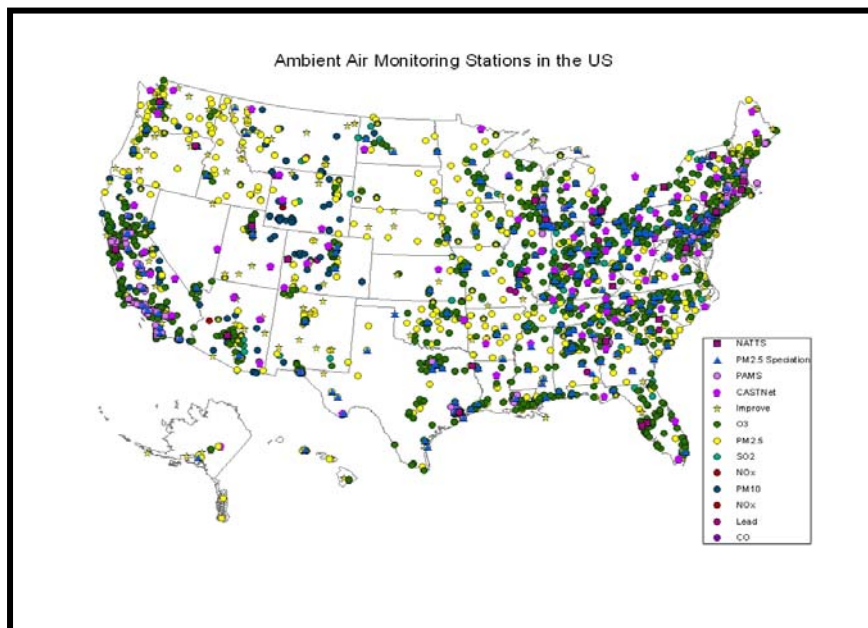 Ambient Air Monitoring Stations in the US
NATTS
PM2.5 Speciation
PAMS
CASTNet
Improve
O3
PM2.5
SO2
NOx
PM10
NOx
Lead
CO